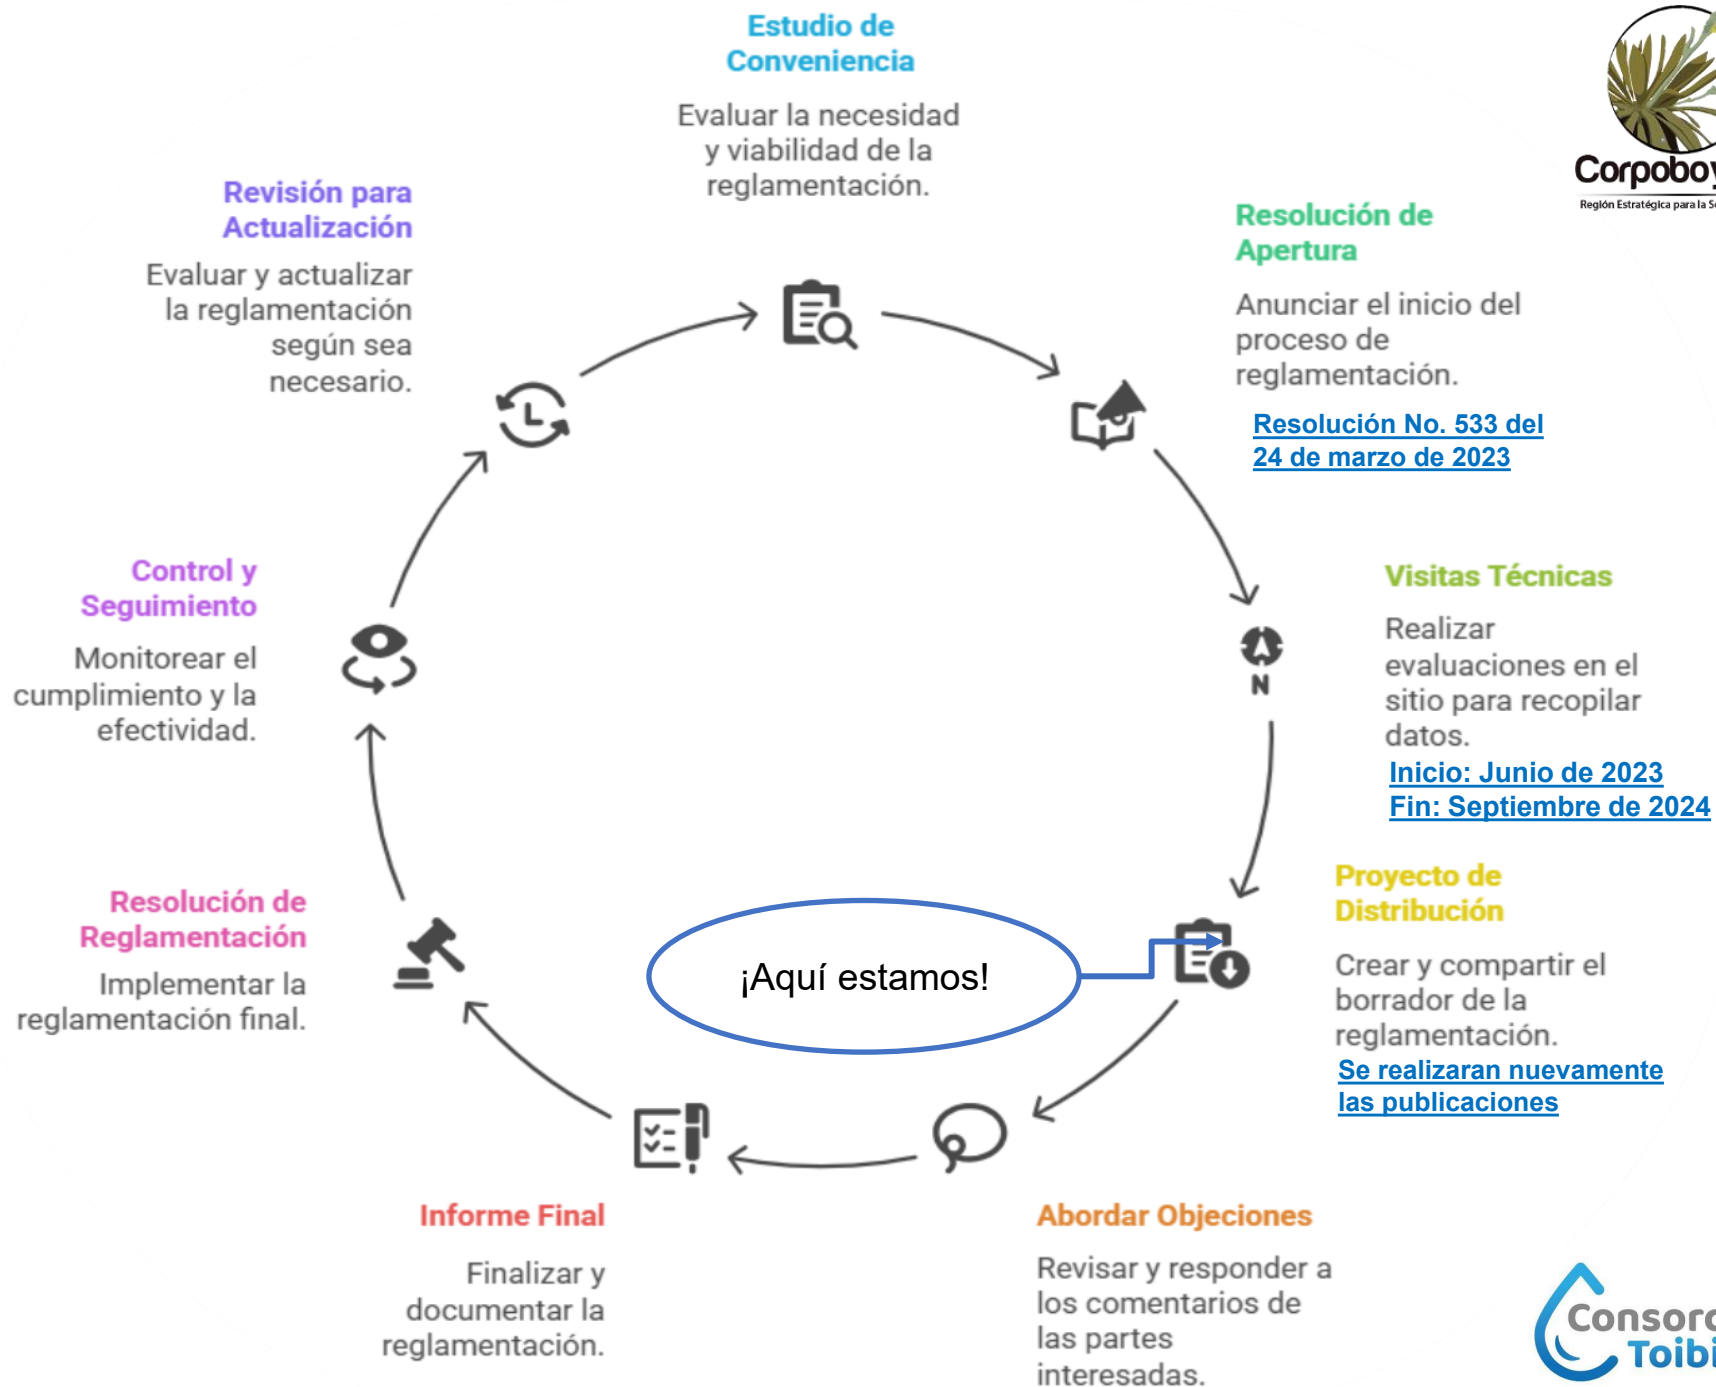 Estudio de
Conveniencia
Evaluar la necesidad
y viabilidad de la
reglamentación.
Resolución de
Apertura
Anunciar el inicio del
proceso de
reglamentación.
Resolución No. 533 del
24 de marzo de 2023
Visitas Técnicas
Realizar
evaluaciones en el
sitio para recopilar
datos.
Inicio: Junio de 2023
Fin: Septiembre de 2024
N
Proyecto de
Distribución
Crear y compartir el
borrador de la
reglamentación.
Se realizaran nuevamente
las publicaciones
¡Aquí estamos!
Abordar Objeciones
Revisar y responder a
los comentarios de
las partes
interesadas.
Informe Final
Finalizar y
documentar la
reglamentación.
Resolución de
Reglamentación
Implementar la
reglamentación final.
Control y
Seguimiento
Monitorear el
cumplimiento y la
efectividad.
Revisión para
Actualización
Evaluar y actualizar
la reglamentación
según sea
necesario.
Región Estratégica para la